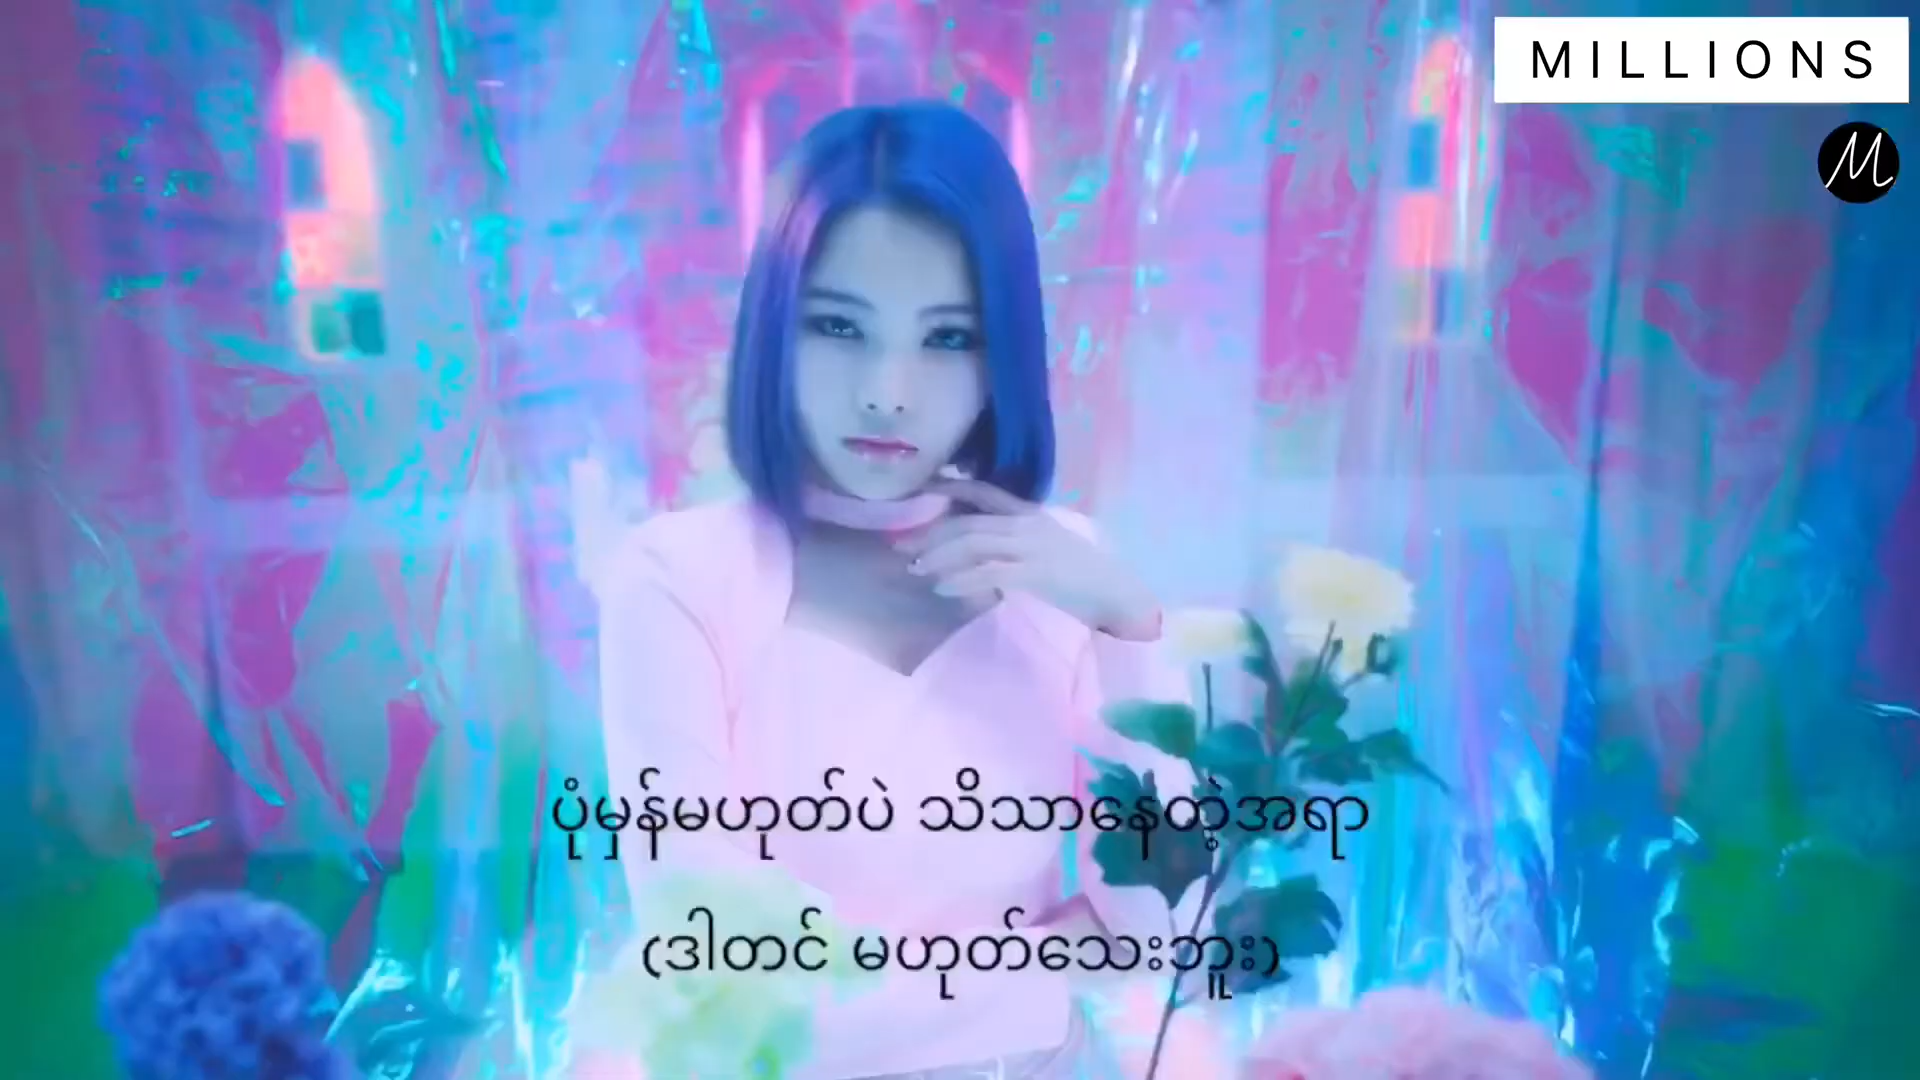 MILLIONS
M
ပုံမှန်မဟုတ်ပဲ သိသာနေတဲ့အရာ
(ဒါတင် မဟုတ်သေးဘူး)